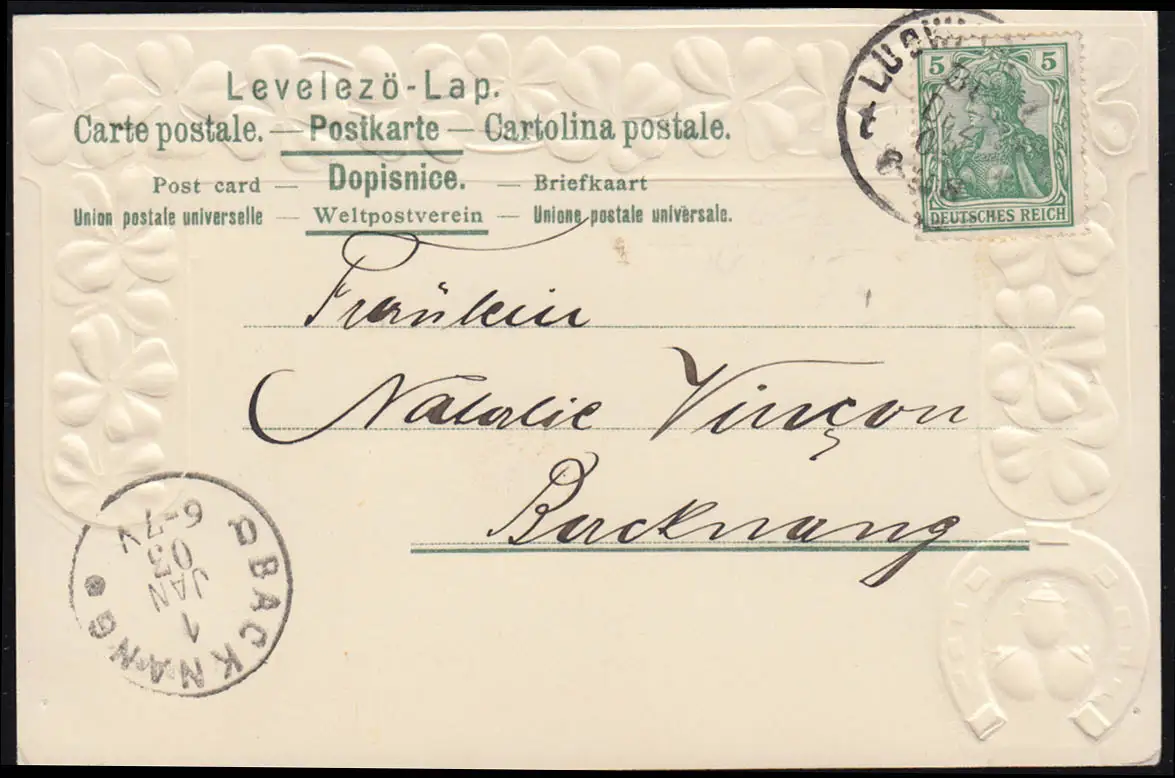 Levelezö-Lap.
Carte postale. — Postkarte — Cartolina postale.
Post card — Dopisnice. — Briefkaart
Union postale universelle — Weltpostverein — Unione postale universale.
5 5
DEUTSCHES REICH
Fräulein
Natalie Vinçon
Backnang
BACKNANG
1
JAN
03
6-7V